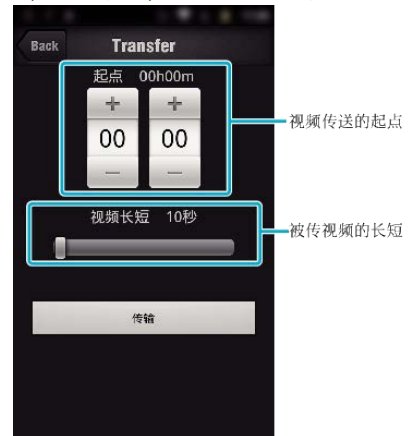 Back Transfer
起点 00h00m
+ +
00 00
— —
视频传送的起点
视频长短 10秒
被传视频的长短
传输